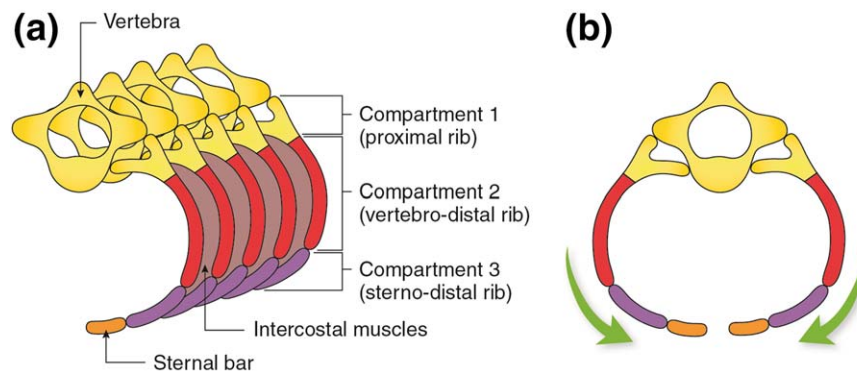 (a)
Vertebra
Compartment 1
(proximal rib)
Compartment 2
(vertebro-distal rib)
Compartment 3
(sterno-distal rib)
Intercostal muscles
Sternal bar
(b)